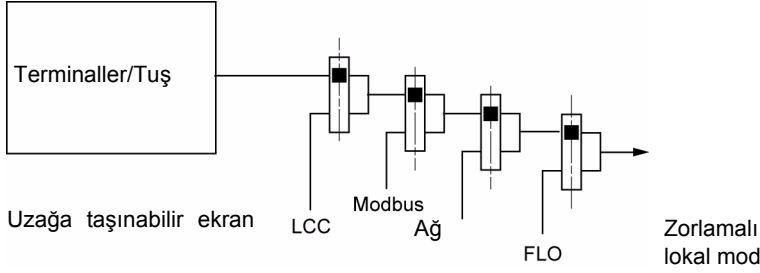 Terminaller/Tuş
Uzağa taşınabilir ekran
LCC
Modbus
Ağ
FLO
Zorlamalı
lokal mod